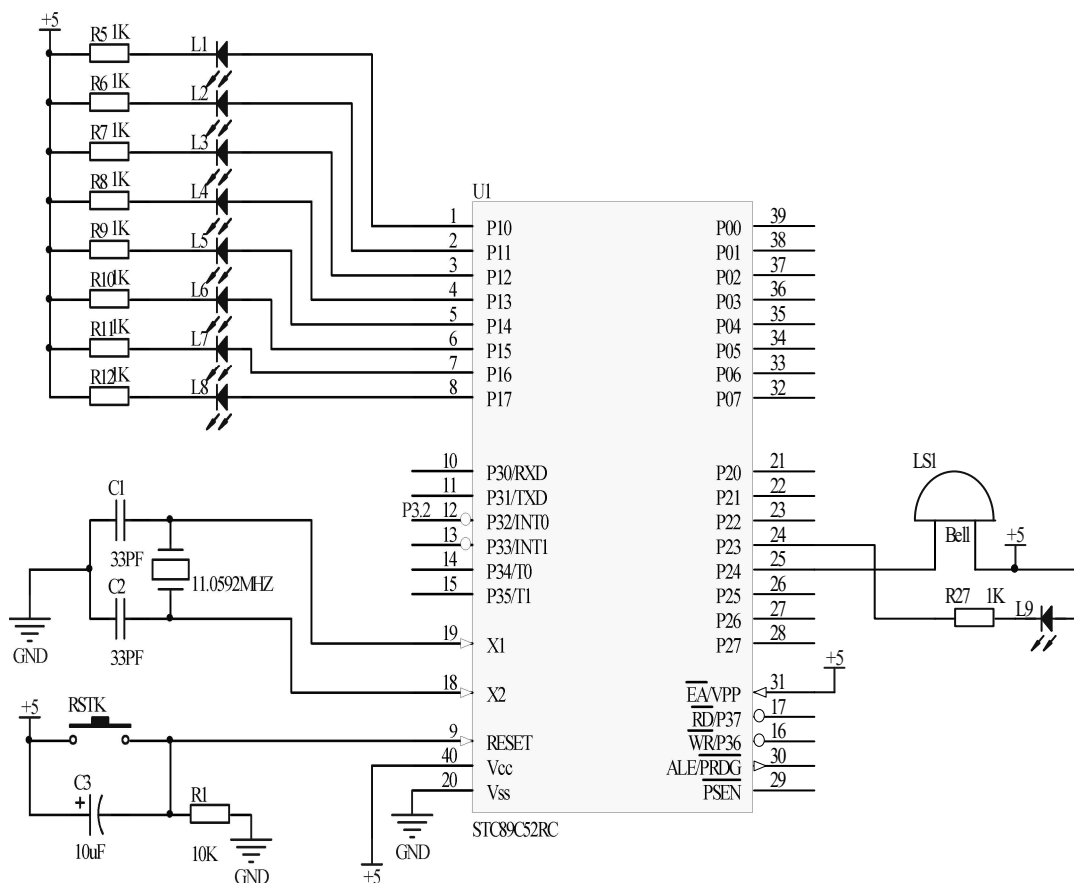 +5
R5 1K L1
R6 1K L2
R7 1K L3
R8 1K L4
R9 1K L5
R10 1K L6
R11 1K L7
R12 1K L8
U1
1 P10
2 P11
3 P12
4 P13
5 P14
6 P15
7 P16
8 P17
P00 39
P01 38
P02 37
P03 36
P04 35
P05 34
P06 33
P07 32
10 P30/RXD
11 P31/TXD
P3.2 12 P32/INT0
13 P33/INT1
14 P34/T0
15 P35/T1
19 X1
18 X2
9 RESET
40 Vcc
20 Vss
P20 21
P21 22
P22 23
P23 24
P24 25
P25 26
P26 27
P27 28
EA/VPP 31
RD/P37 17
WR/P36 16
ALE/PRDG 30
PSEN 29
STC89C52RC
LS1
Bell
+5
R27 1K L9
+5
C1
33PF
11.0592MHZ
C2
33PF
GND
RSTK
+5
C3
+
10uF
R1
10K
GND
GND
+5